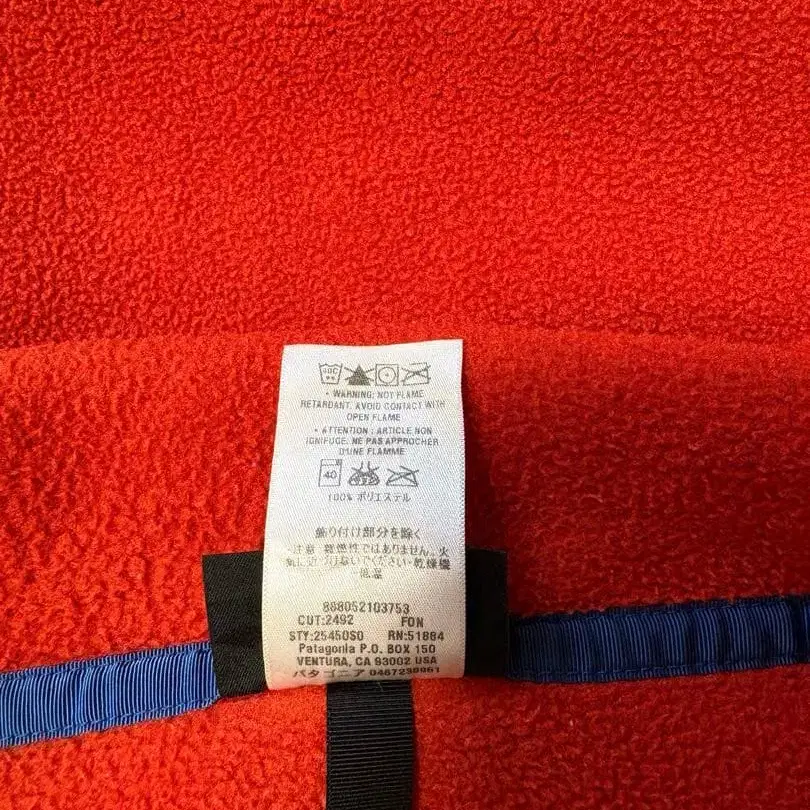 40C
• WARNING: NOT FLAME
RETARDANT. AVOID CONTACT WITH
OPEN FLAME
• ATTENTION : ARTICLE NON
IGNIFUGE. NE PAS APPROCHER
D'UNE FLAMME
40
100% ポリエステル
飾り付け部分を除く
注意 難燃性ではありません。火
気に近づけないでください・乾燥機
低温
888052103753
CUT:2492 FON
STY:25450S0 RN:51884
Patagonia P.O. BOX 150
VENTURA, CA 93002 USA
パタゴニア